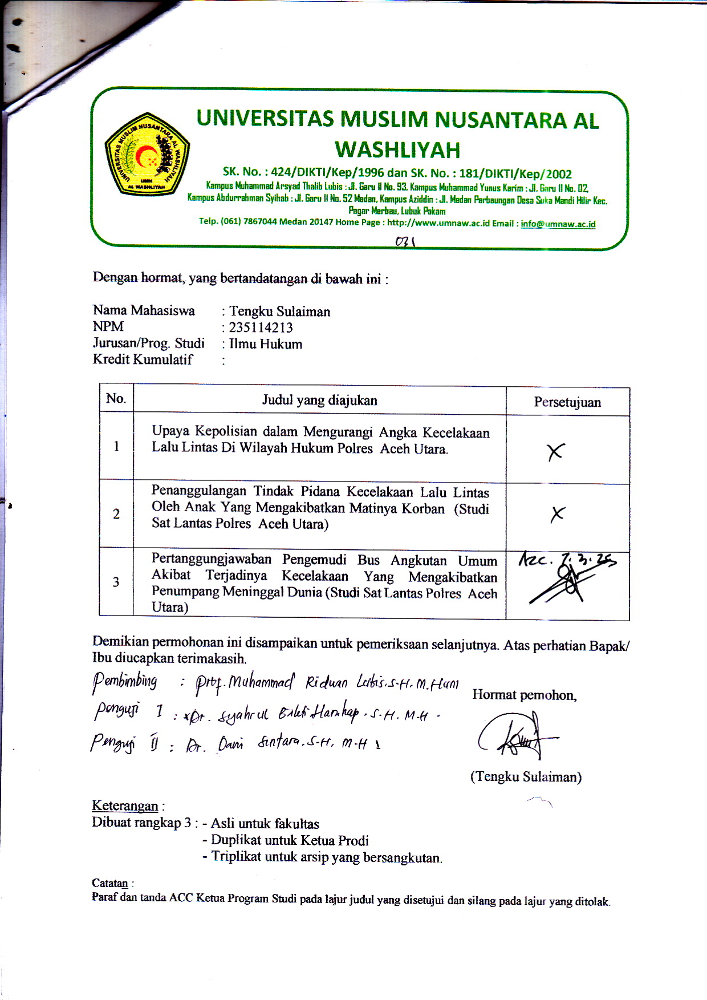 UNIVERSITAS MUSLIM NUSANTARA AL WASHLIYAH
UMN
AL WASHLIYAH
UNIVERSITAS MUSLIM NUSANTARA AL
WASHLIYAH
SK. No. : 424/DIKTI/Kep/1996 dan SK. No. : 181/DIKTI/Kep/2002
Kampus Muhammad Arsyad Thalib Lubis : Jl. Garu II No. 93, Kampus Muhammad Yunus Karim : Jl. Garu II No. 02,
Kampus Abdurrahman Syihab : Jl. Garu II No. 52 Medan, Kampus Aziddin : Jl. Medan Perbaungan Desa Suka Mandi Hilir Kec.
Pagar Merbau, Lubuk Pakam
Telp. (061) 7867044 Medan 20147 Home Page : http://www.umnaw.ac.id Email : info@umnaw.ac.id
031
Dengan hormat, yang bertandatangan di bawah ini :
Nama Mahasiswa : Tengku Sulaiman
NPM : 235114213
Jurusan/Prog. Studi : Ilmu Hukum
Kredit Kumulatif :
No. Judul yang diajukan Persetujuan
1 Upaya Kepolisian dalam Mengurangi Angka Kecelakaan
Lalu Lintas Di Wilayah Hukum Polres Aceh Utara.
X
2 Penanggulangan Tindak Pidana Kecelakaan Lalu Lintas
Oleh Anak Yang Mengakibatkan Matinya Korban (Studi
Sat Lantas Polres Aceh Utara)
X
3 Pertanggungjawaban Pengemudi Bus Angkutan Umum
Akibat Terjadinya Kecelakaan Yang Mengakibatkan
Penumpang Meninggal Dunia (Studi Sat Lantas Polres Aceh
Utara)
Acc. 7.3.25
Demikian permohonan ini disampaikan untuk pemeriksaan selanjutnya. Atas perhatian Bapak/
Ibu diucapkan terimakasih.
Pembimbing : Prof. Muhammad Riduan Lubis. S.H. M.Hum
Penguji I : Dr. Syahrul Bakti Harahap. S.H. M.H.
Penguji II : Dr. Dani Sintara. S.H. M.H
Hormat pemohon,
(Tengku Sulaiman)
Keterangan :
Dibuat rangkap 3 : - Asli untuk fakultas
- Duplikat untuk Ketua Prodi
- Triplikat untuk arsip yang bersangkutan.
Catatan :
Paraf dan tanda ACC Ketua Program Studi pada lajur judul yang disetujui dan silang pada lajur yang ditolak.